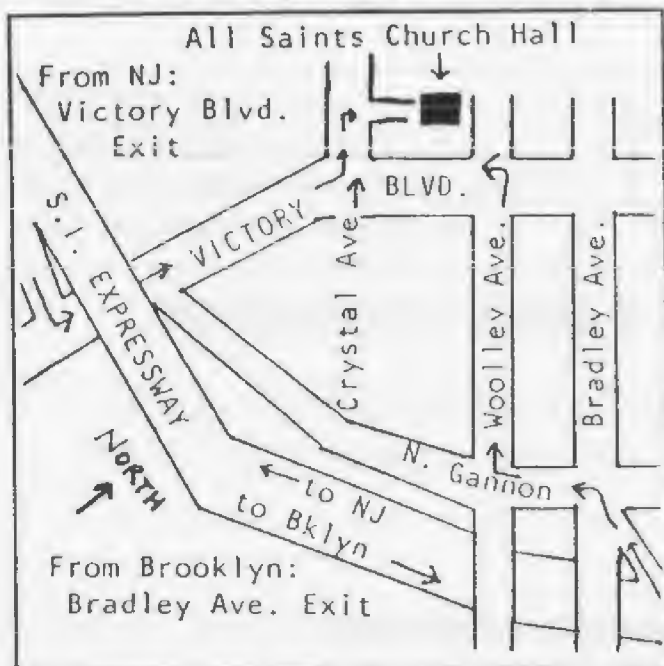 All Saints Church Hall
From NJ:
Victory Blvd.
Exit
BLVD.
VICTORY
S.I. EXPRESSWAY
Crystal Ave
Woolley Ave.
Bradley Ave.
N. Gannon
NORTH
to NJ
to Bklyn
From Brooklyn:
Bradley Ave. Exit